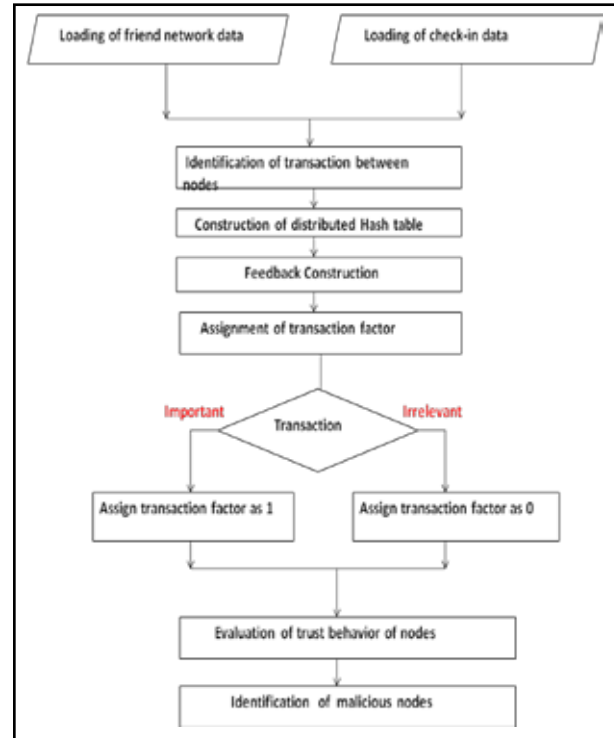 Loading of friend network data
Loading of check-in data
Identification of transaction between
nodes
Construction of distributed Hash table
Feedback Construction
Assignment of transaction factor
Important
Irrelevant
Transaction
Assign transaction factor as 1
Assign transaction factor as 0
Evaluation of trust behavior of nodes
Identification of malicious nodes